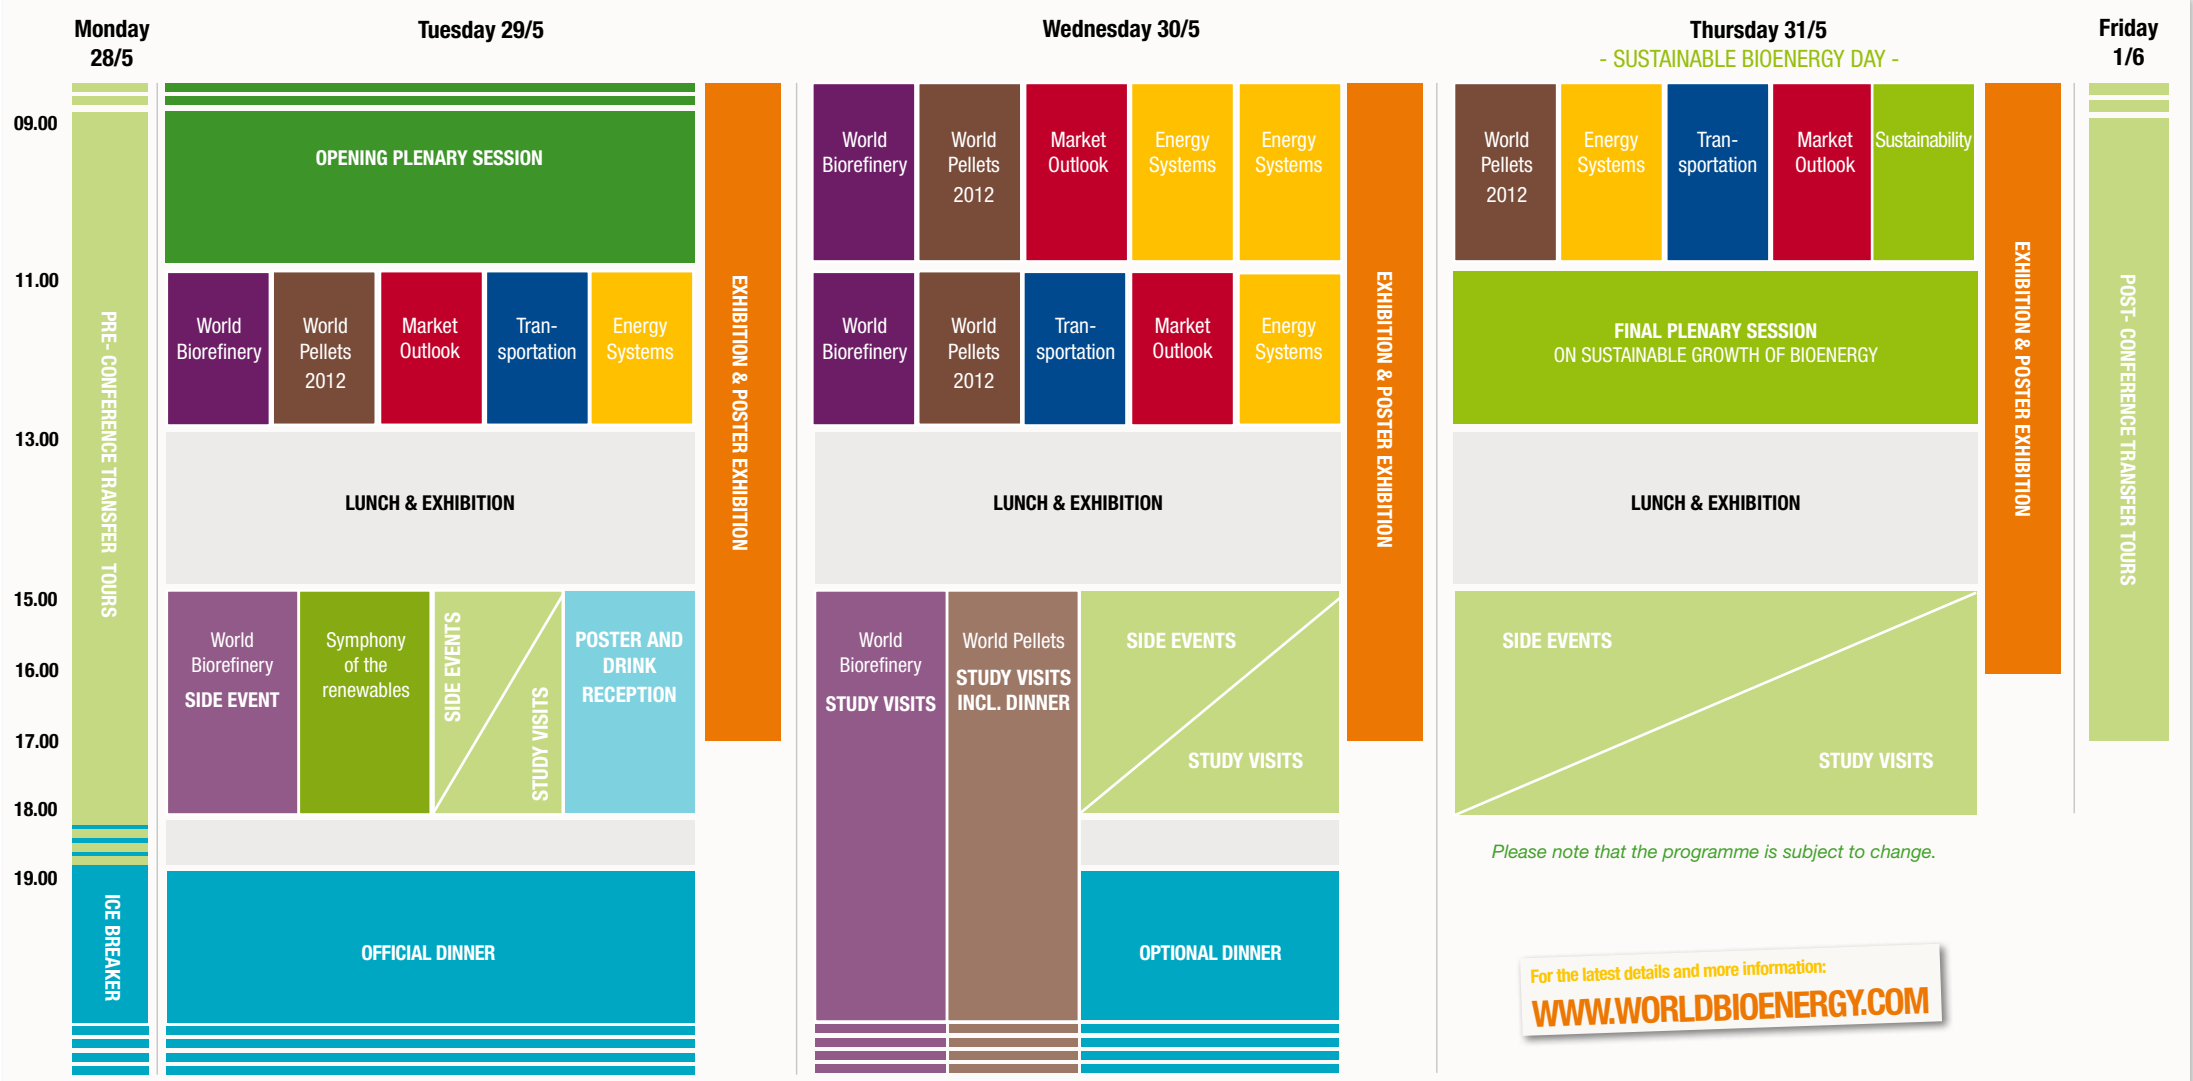 Monday
28/5
Tuesday 29/5
Wednesday 30/5
Thursday 31/5
- SUSTAINABLE BIOENERGY DAY -
Friday
1/6
09.00
11.00
13.00
15.00
16.00
17.00
18.00
19.00
PRE- CONFERENCE TRANSFER TOURS
ICE BREAKER
OPENING PLENARY SESSION
World
Biorefinery
World
Pellets
2012
Market
Outlook
Tran-
sportation
Energy
Systems
LUNCH & EXHIBITION
World
Biorefinery
SIDE EVENT
Symphony
of the
renewables
SIDE EVENTS
STUDY VISITS
POSTER AND
DRINK
RECEPTION
OFFICIAL DINNER
EXHIBITION & POSTER EXHIBITION
World
Biorefinery
World
Pellets
2012
Market
Outlook
Energy
Systems
Energy
Systems
World
Biorefinery
World
Pellets
2012
Tran-
sportation
Market
Outlook
Energy
Systems
LUNCH & EXHIBITION
World
Biorefinery
STUDY VISITS
World Pellets
STUDY VISITS
INCL. DINNER
SIDE EVENTS
STUDY VISITS
OPTIONAL DINNER
EXHIBITION & POSTER EXHIBITION
World
Pellets
2012
Energy
Systems
Tran-
sportation
Market
Outlook
Sustainability
FINAL PLENARY SESSION
ON SUSTAINABLE GROWTH OF BIOENERGY
LUNCH & EXHIBITION
SIDE EVENTS
STUDY VISITS
EXHIBITION & POSTER EXHIBITION
POST- CONFERENCE TRANSFER TOURS
Please note that the programme is subject to change.
For the latest details and more information:
WWW.WORLDBIOENERGY.COM